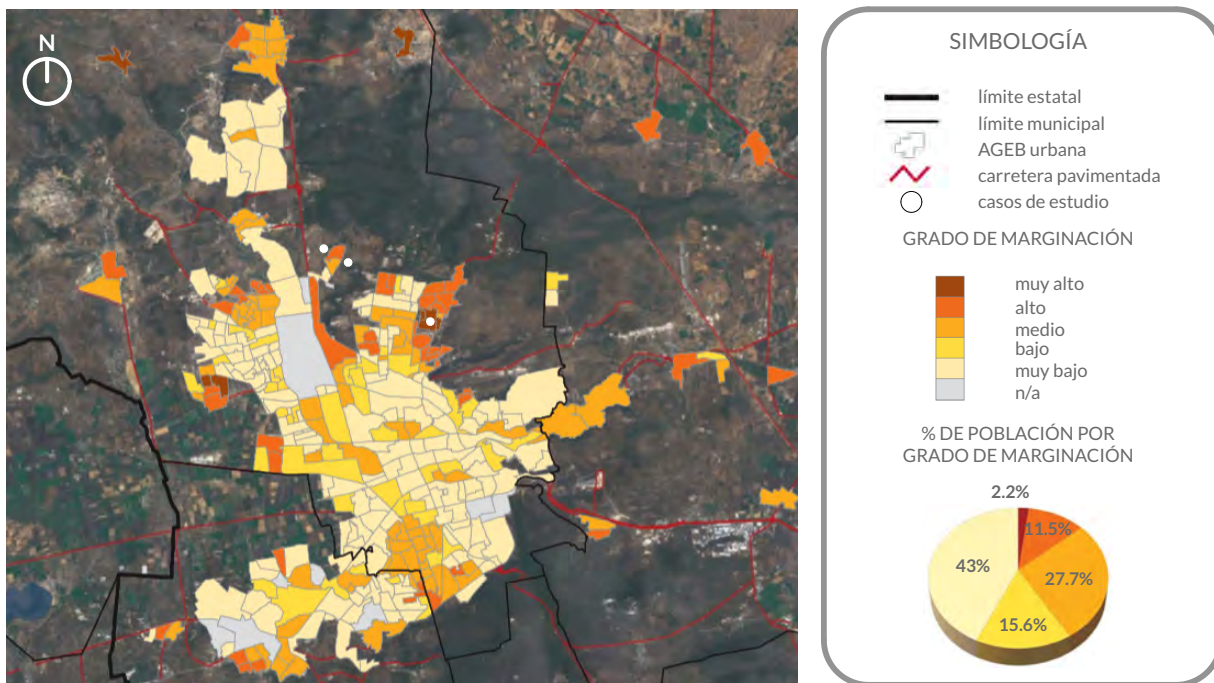 N
SIMBOLOGÍA
límite estatal
límite municipal
AGEB urbana
carretera pavimentada
casos de estudio
GRADO DE MARGINACIÓN
muy alto
alto
medio
bajo
muy bajo
n/a
% DE POBLACIÓN POR
GRADO DE MARGINACIÓN
2.2%
11.5%
43%
27.7%
15.6%